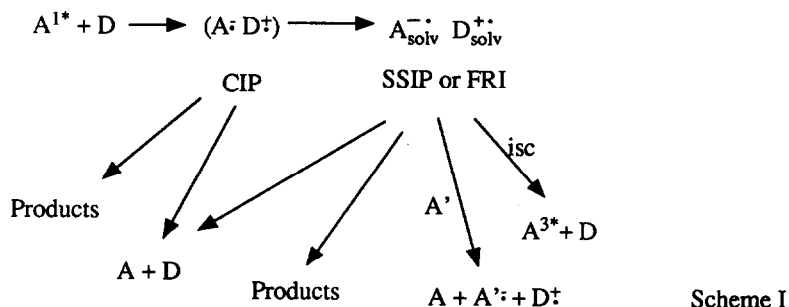 A¹* + D (A⁻· D⁺·) A⁻·solv D⁺·solv
CIP SSIP or FRI
isc
A'
Products
A³* + D
A + D
Products A + A'⁻· + D⁺· Scheme I